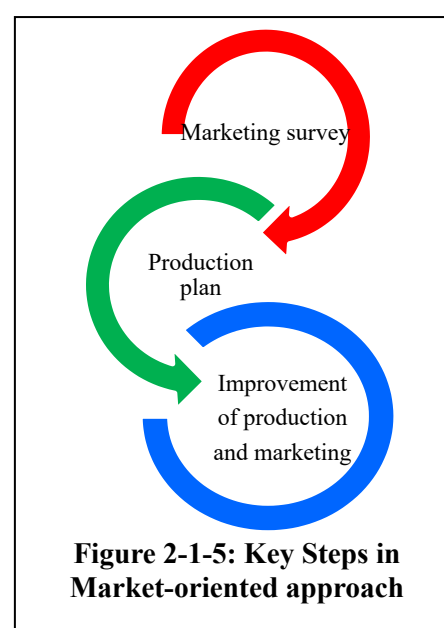 Marketing survey
Production
plan
Improvement
of production
and marketing
Figure 2-1-5: Key Steps in
Market-oriented approach